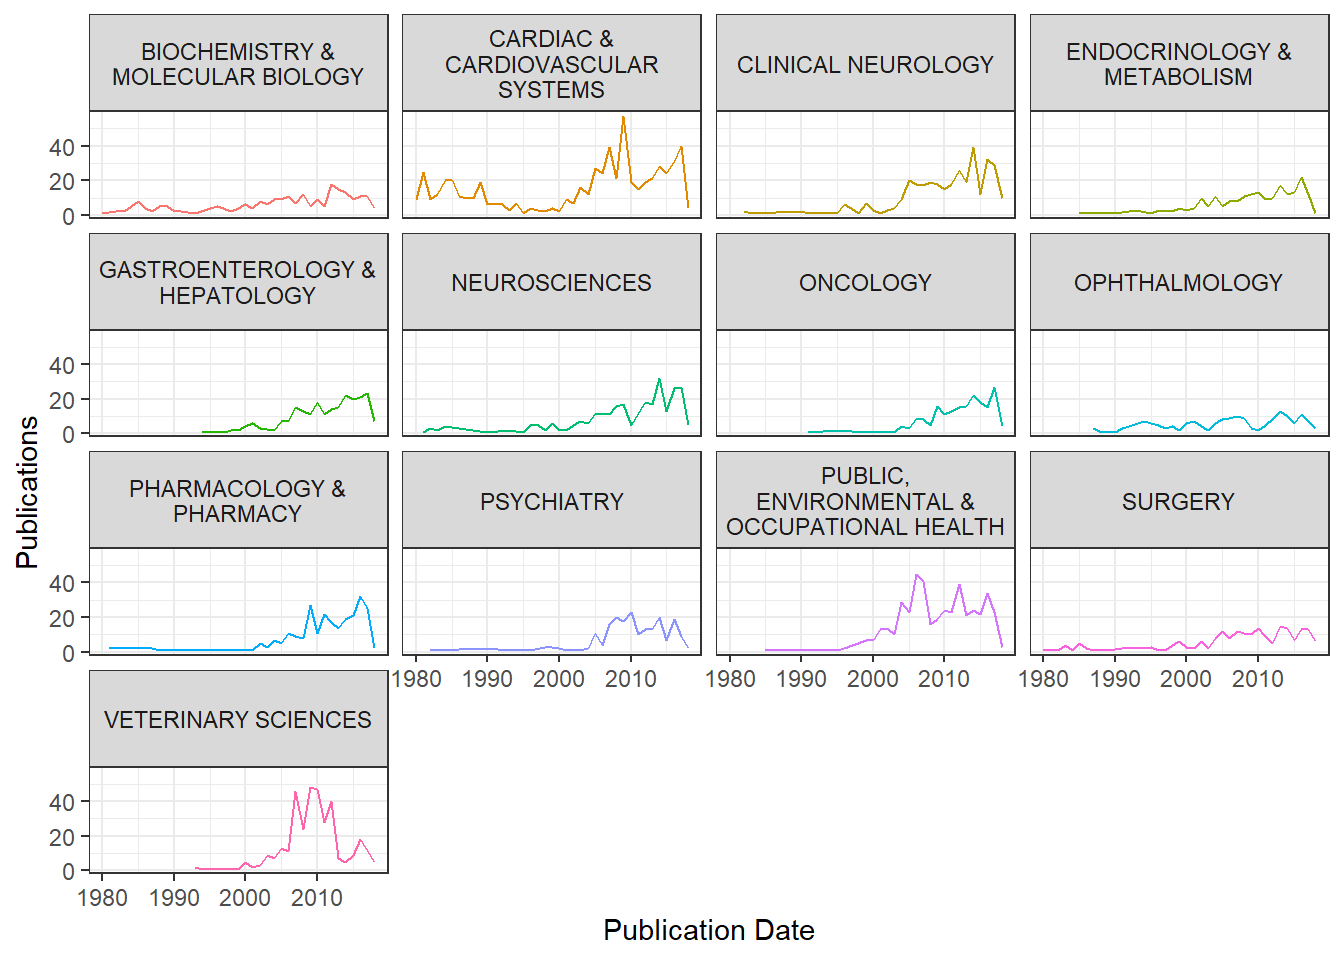 BIOCHEMISTRY &
MOLECULAR BIOLOGY
CARDIAC &
CARDIOVASCULAR
SYSTEMS
CLINICAL NEUROLOGY
ENDOCRINOLOGY &
METABOLISM
40
20
0
GASTROENTEROLOGY &
HEPATOLOGY
NEUROSCIENCES
ONCOLOGY
OPHTHALMOLOGY
40
20
0
Publications
PHARMACOLOGY &
PHARMACY
PSYCHIATRY
PUBLIC,
ENVIRONMENTAL &
OCCUPATIONAL HEALTH
SURGERY
40
20
0
1980 1990 2000 2010
1980 1990 2000 2010
1980 1990 2000 2010
VETERINARY SCIENCES
40
20
0
1980 1990 2000 2010
Publication Date